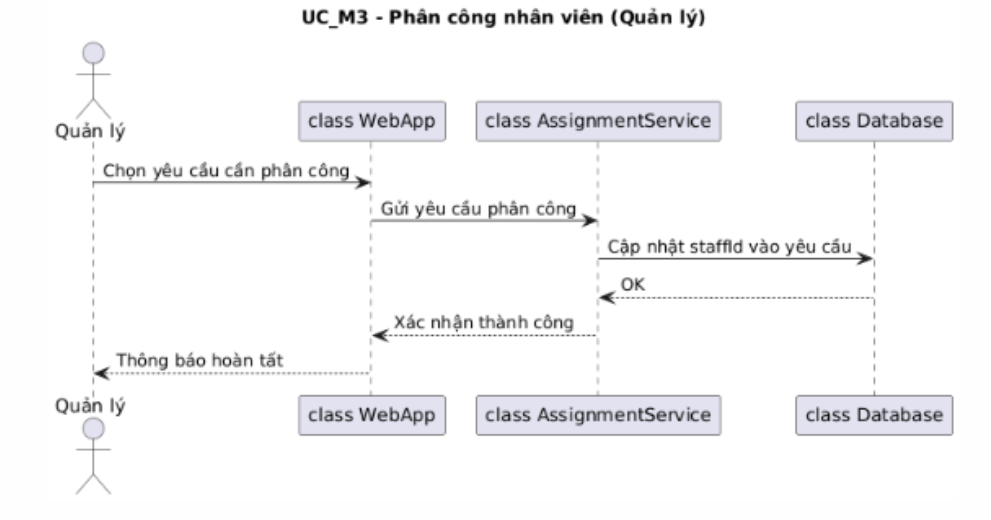 UC_M3 - Phân công nhân viên (Quản lý)
Quản lý
class WebApp
class AssignmentService
class Database
Chọn yêu cầu cần phân công
Gửi yêu cầu phân công
Cập nhật staffId vào yêu cầu
OK
Xác nhận thành công
Thông báo hoàn tất
Quản lý
class WebApp
class AssignmentService
class Database